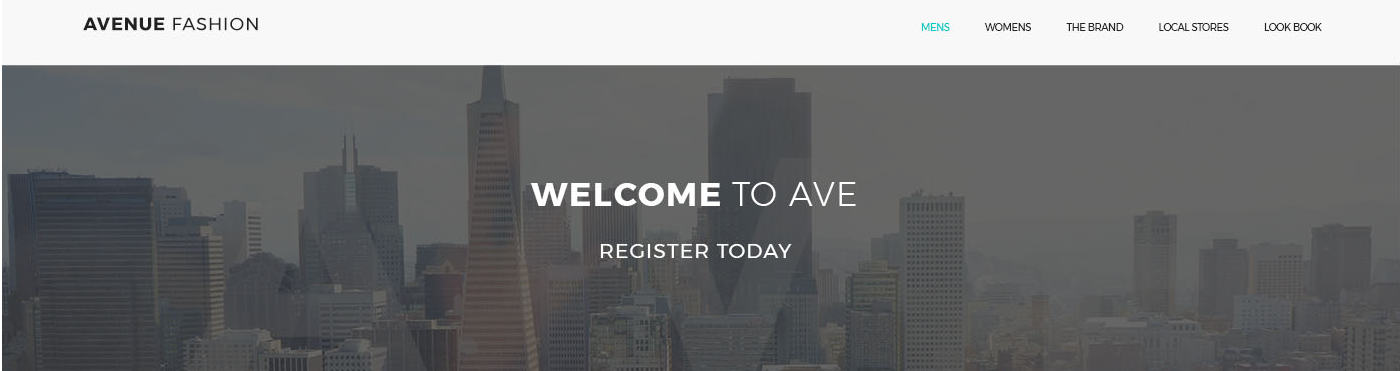 AVENUE FASHION
MENS WOMENS THE BRAND LOCAL STORES LOOK BOOK
WELCOME TO AVE
REGISTER TODAY